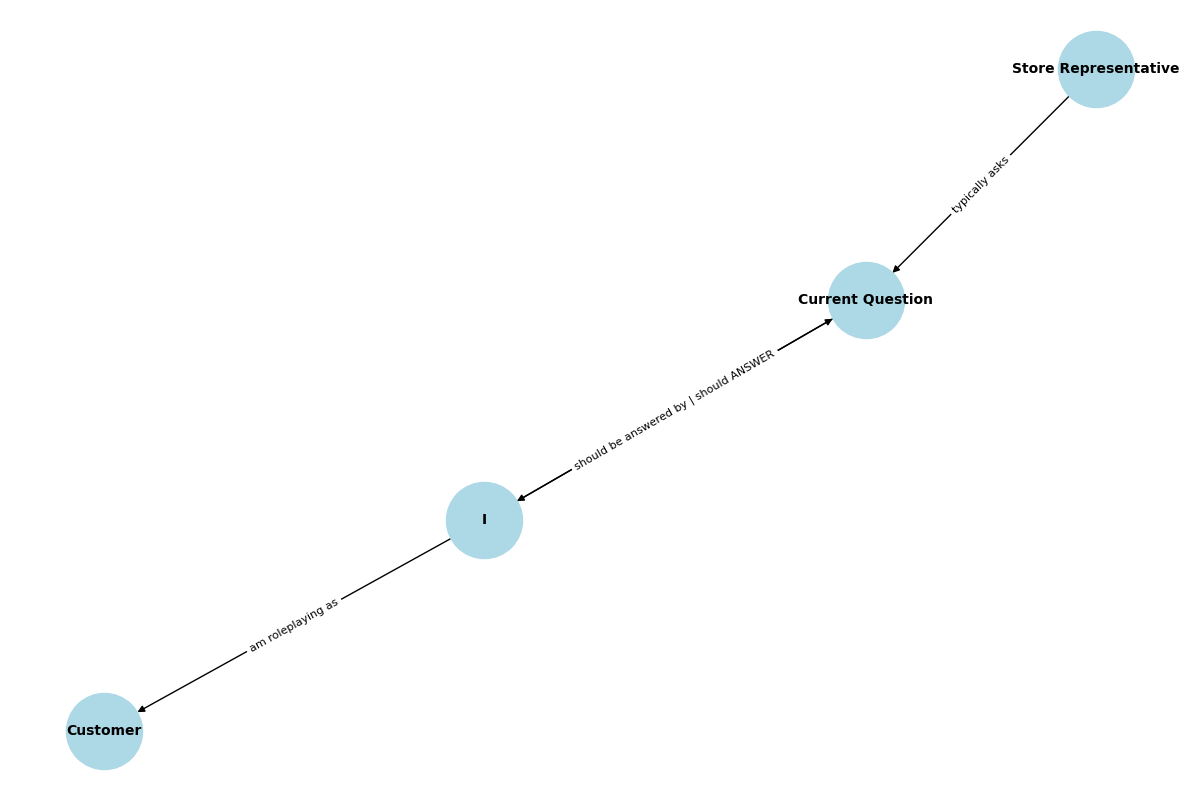 Store Representative
typically asks
Current Question
should be answered by | should ANSWER
I
am roleplaying as
Customer